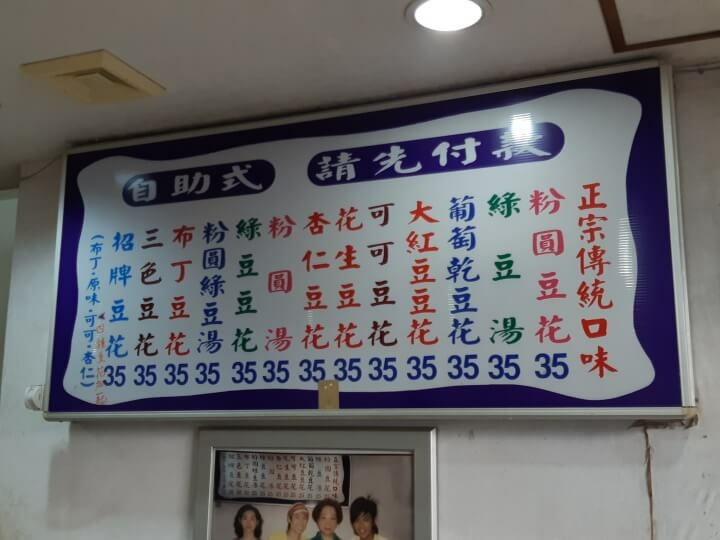 自助式 請先付款
正宗傳統口味
粉圓豆花 35
綠豆湯 35
葡萄乾豆花 35
大紅豆豆花 35
可可豆花 35
花生豆花 35
杏仁豆花 35
粉圓湯 35
綠豆豆花 35
粉圓綠豆湯 35
布丁豆花 35
三色豆花 35
招牌豆花 35
(布丁·原味·可可·杏仁)